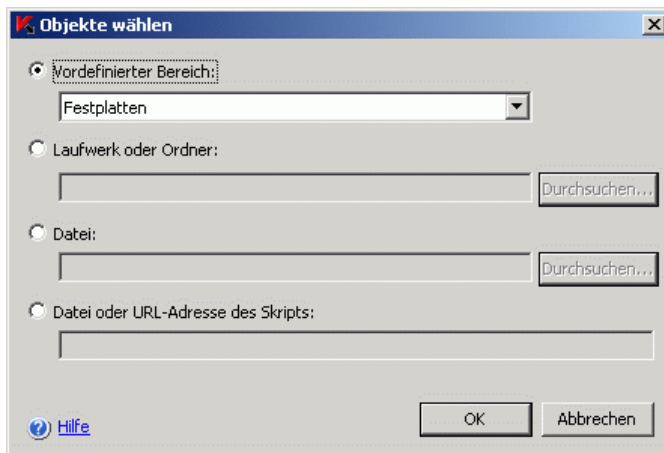 Objekte wählen
Vordefinierter Bereich:
Festplatten
Laufwerk oder Ordner:
Durchsuchen...
Datei:
Durchsuchen...
Datei oder URL-Adresse des Skripts:
Hilfe
OK
Abbrechen